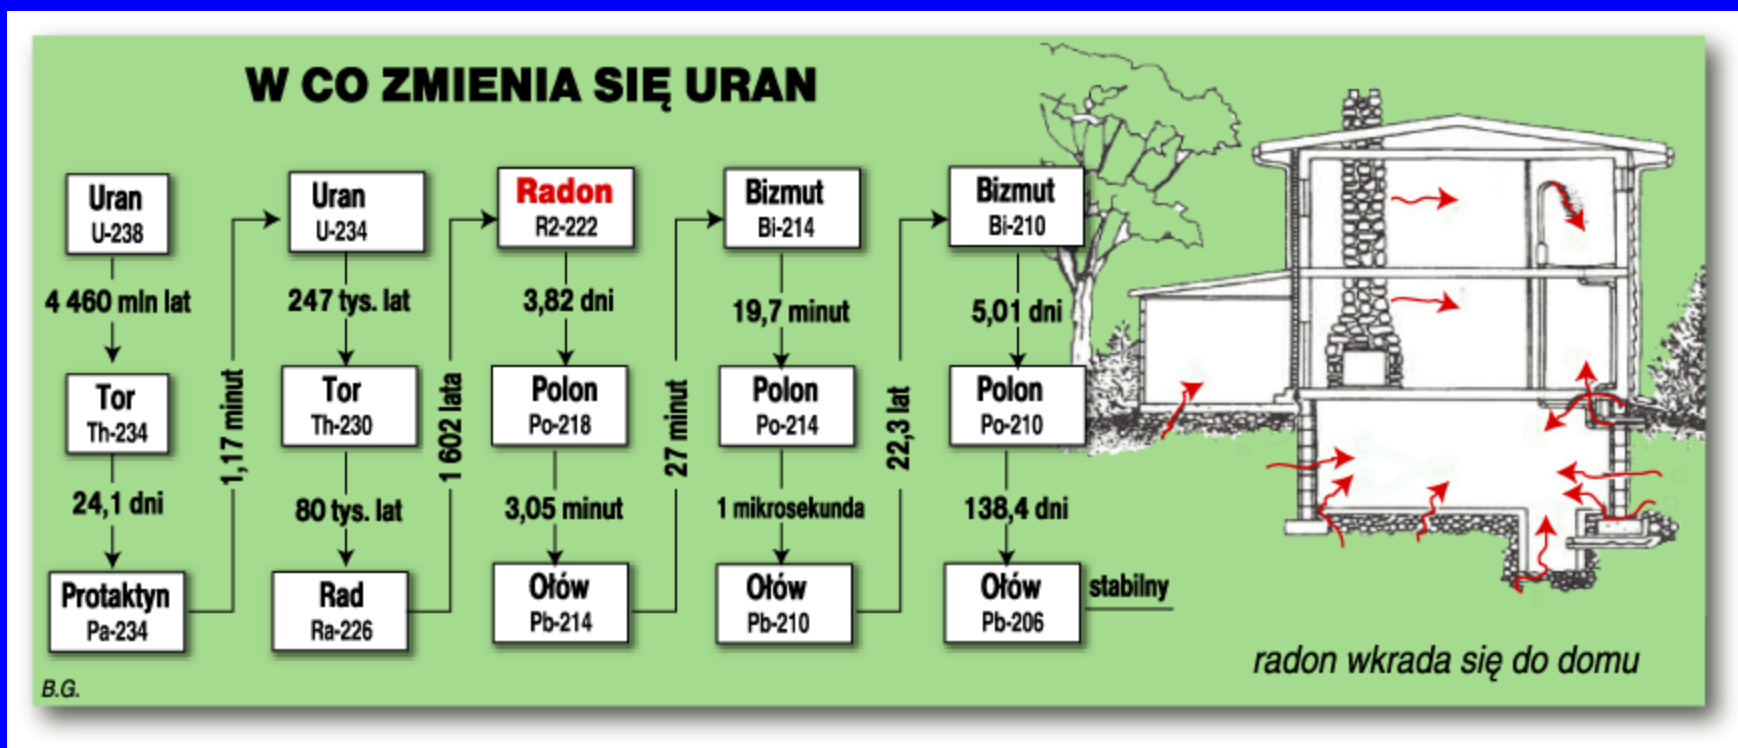 W CO ZMIENIA SIĘ URAN
Uran
U-238
4 460 mln lat
Tor
Th-234
24,1 dni
Protaktyn
Pa-234
1,17 minut
Uran
U-234
247 tys. lat
Tor
Th-230
80 tys. lat
Rad
Ra-226
1 602 lata
Radon
R2-222
3,82 dni
Polon
Po-218
3,05 minut
Ołów
Pb-214
27 minut
Bizmut
Bi-214
19,7 minut
Polon
Po-214
1 mikrosekunda
Ołów
Pb-210
22,3 lat
Bizmut
Bi-210
5,01 dni
Polon
Po-210
138,4 dni
Ołów
Pb-206
stabilny
radon wkrada się do domu
B.G.